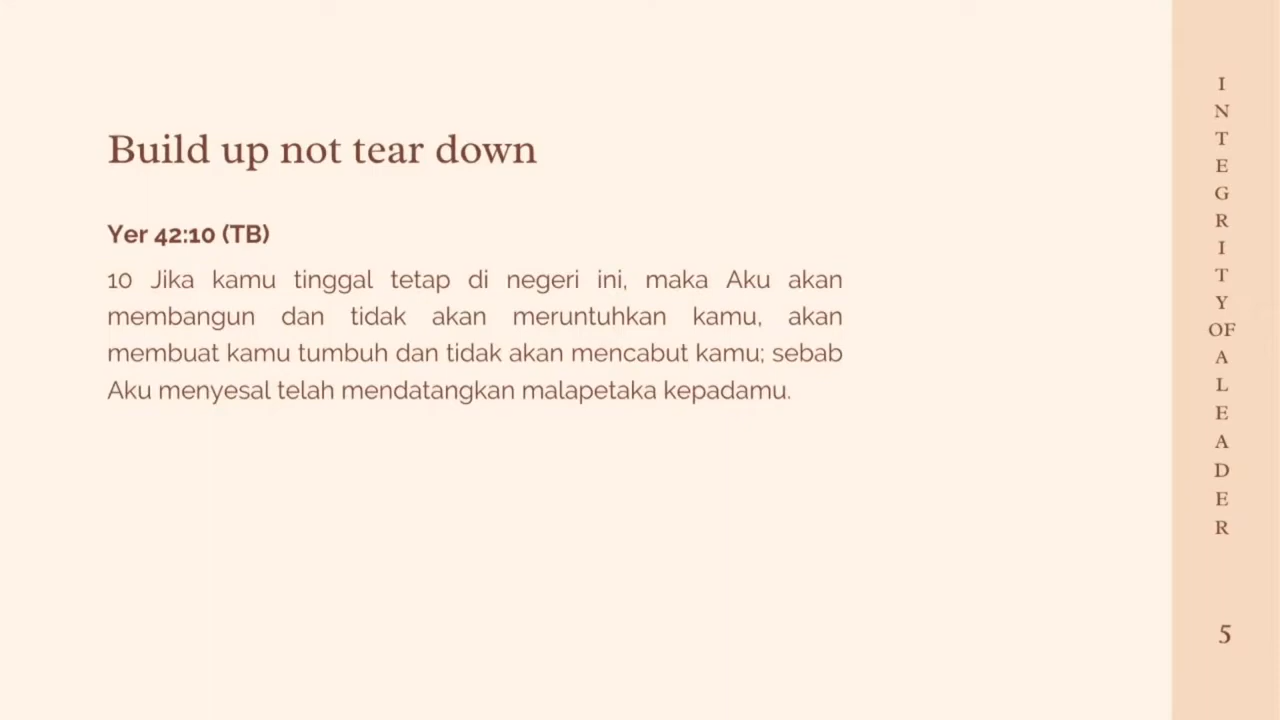 Build up not tear down
Yer 42:10 (TB)
10 Jika kamu tinggal tetap di negeri ini, maka Aku akan
membangun dan tidak akan meruntuhkan kamu, akan
membuat kamu tumbuh dan tidak akan mencabut kamu; sebab
Aku menyesal telah mendatangkan malapetaka kepadamu.
I
N
T
E
G
R
I
T
Y
OF
A
L
E
A
D
E
R
5